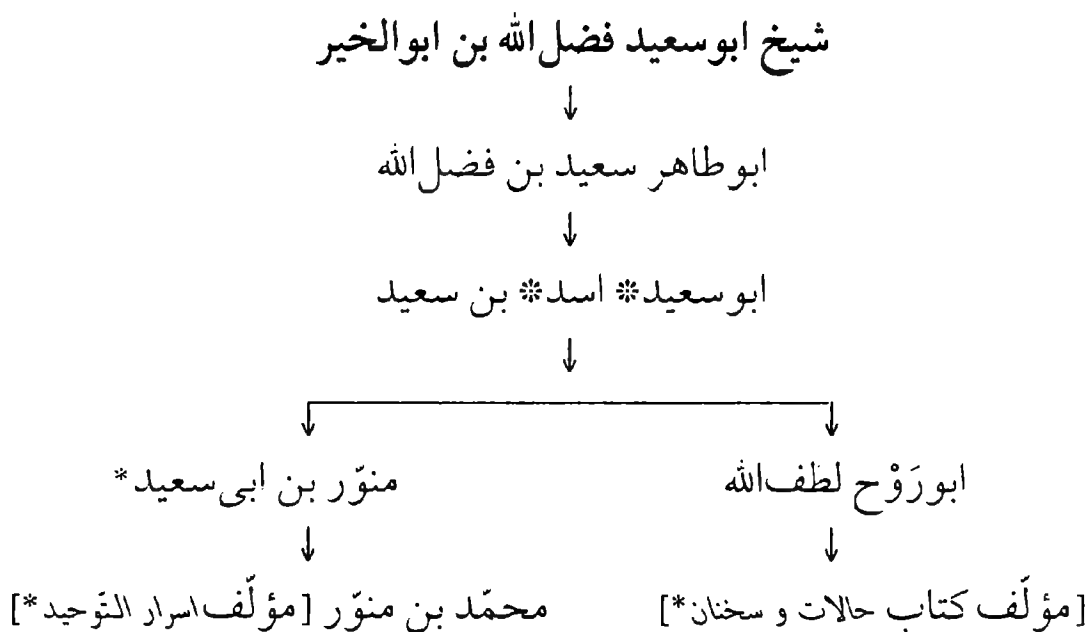 شیخ ابوسعید فضل‌الله بن ابوالخیر
ابوطاهر سعید بن فضل‌الله
ابوسعید* اسد* بن سعید
ابورَوْح لطف‌الله
منوّر بن ابی‌سعید*
[مؤلّف کتاب حالات و سخنان*]
محمّد بن منوّر [مؤلّف اسرار التّوحید*]